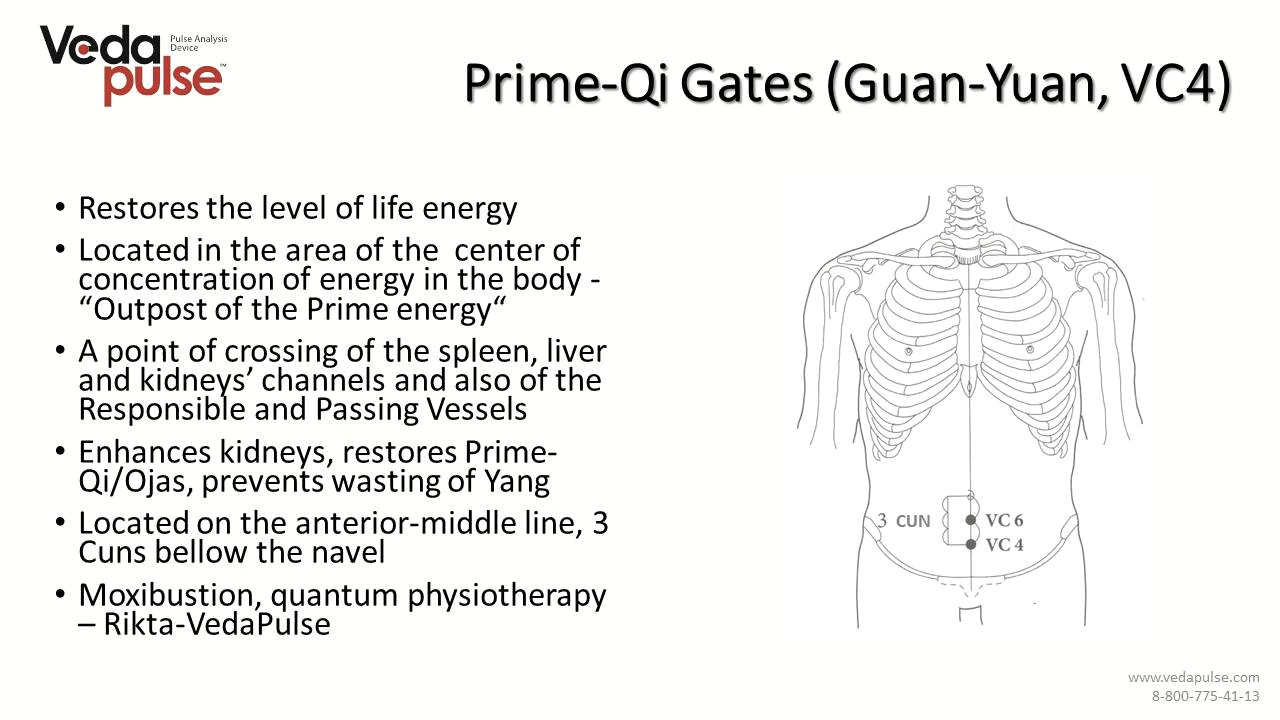 Veda pulse™
Pulse Analysis
Device
Prime-Qi Gates (Guan-Yuan, VC4)
• Restores the level of life energy
• Located in the area of the  center of
concentration of energy in the body -
“Outpost of the Prime energy“
• A point of crossing of the spleen, liver
and kidneys’ channels and also of the
Responsible and Passing Vessels
• Enhances kidneys, restores Prime-
Qi/Ojas, prevents wasting of Yang
• Located on the anterior-middle line, 3
Cuns bellow the navel
• Moxibustion, quantum physiotherapy
– Rikta-VedaPulse
3 CUN
VC 6
VC 4
www.vedapulse.com
8-800-775-41-13